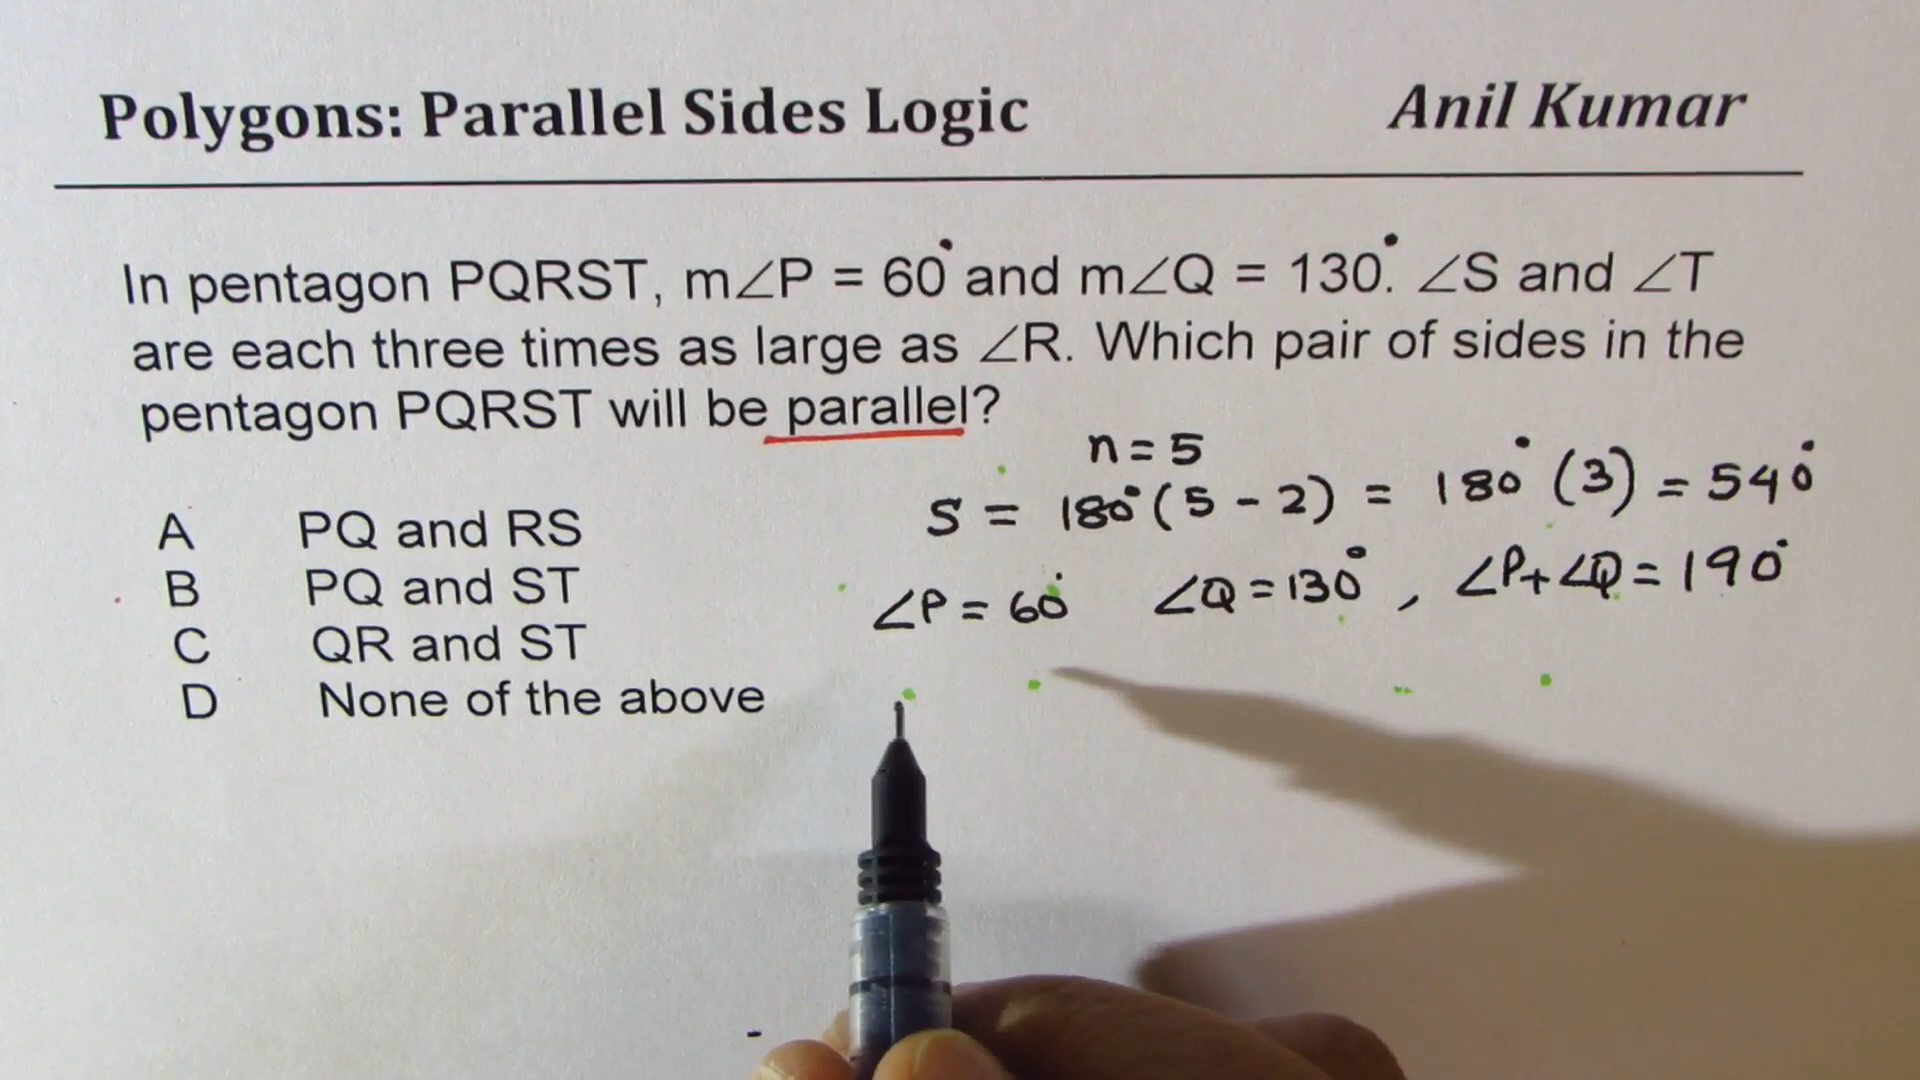 Polygons: Parallel Sides Logic Anil Kumar
In pentagon PQRST, m∠P = 60° and m∠Q = 130°. ∠S and ∠T
are each three times as large as ∠R. Which pair of sides in the
pentagon PQRST will be parallel?
n = 5
S = 180°(5 - 2) = 180°(3) = 540°
A PQ and RS
B PQ and ST
C QR and ST
D None of the above
∠P = 60° ∠Q = 130°, ∠P + ∠Q = 190°